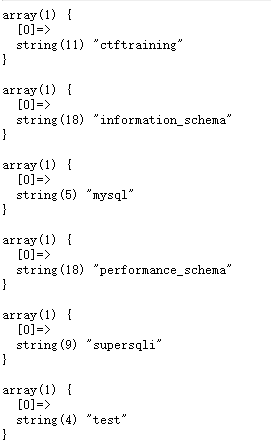 array(1) {
  [0]=>
  string(11) "ctftraining"
}
array(1) {
  [0]=>
  string(18) "information_schema"
}
array(1) {
  [0]=>
  string(5) "mysql"
}
array(1) {
  [0]=>
  string(18) "performance_schema"
}
array(1) {
  [0]=>
  string(9) "supersqli"
}
array(1) {
  [0]=>
  string(4) "test"
}